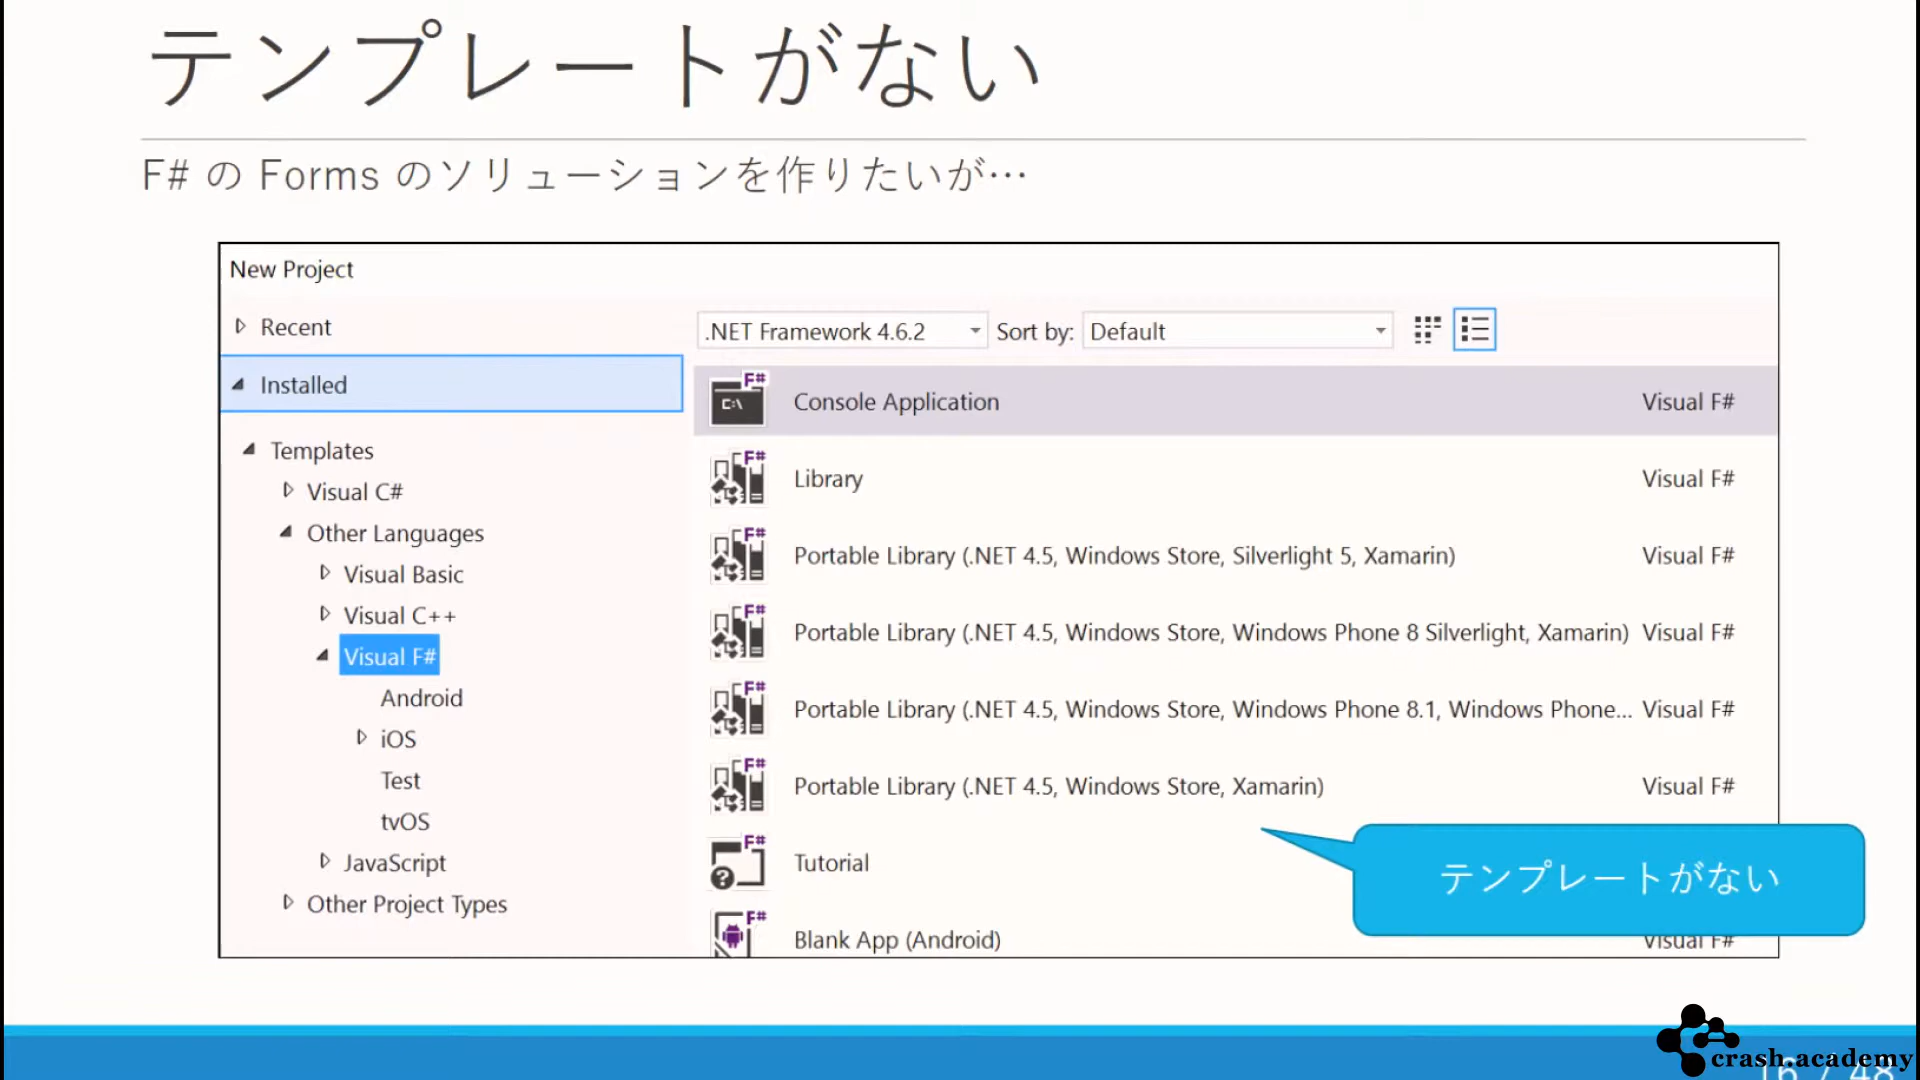 テンプレートがない
F# の Forms のソリューションを作りたいが…
New Project
Recent
.NET Framework 4.6.2 Sort by: Default
Installed
Templates
Visual C#
Other Languages
Visual Basic
Visual C++
Visual F#
Android
iOS
Test
tvOS
JavaScript
Other Project Types
F# C:\ Console Application Visual F#
F# Library Visual F#
F# Portable Library (.NET 4.5, Windows Store, Silverlight 5, Xamarin) Visual F#
F# Portable Library (.NET 4.5, Windows Store, Windows Phone 8 Silverlight, Xamarin) Visual F#
F# Portable Library (.NET 4.5, Windows Store, Windows Phone 8.1, Windows Phone... Visual F#
F# Portable Library (.NET 4.5, Windows Store, Xamarin) Visual F#
F# Tutorial
F# Blank App (Android) Visual F#
テンプレートがない
crash.academy
16 / 48